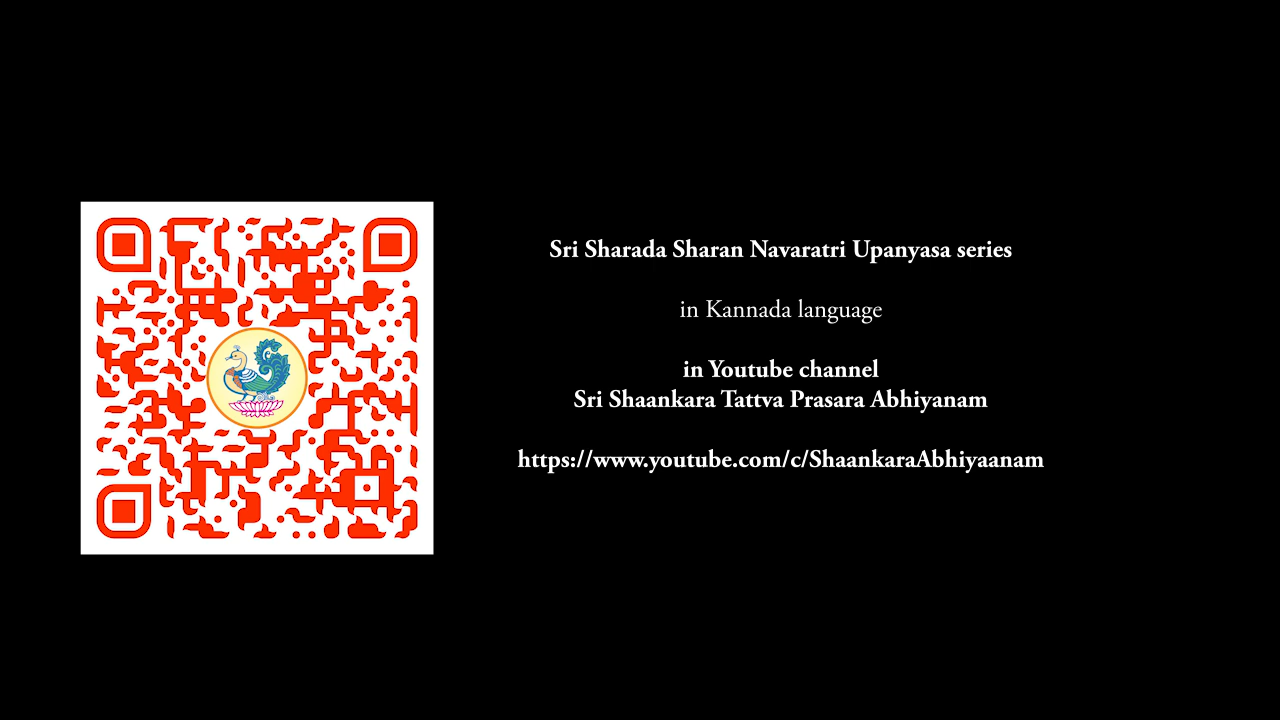 Sri Sharada Sharan Navaratri Upanyasa series
in Kannada language
in Youtube channel
Sri Shaankara Tattva Prasara Abhiyanam
https://www.youtube.com/c/ShaankaraAbhiyaanam